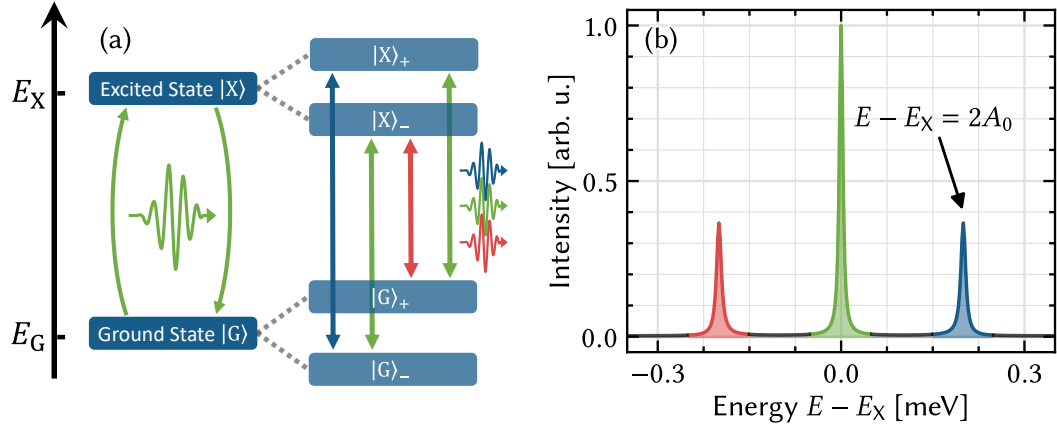 (a)
E_X
Excited State |X⟩
|X⟩₊
|X⟩₋
E_G
Ground State |G⟩
|G⟩₊
|G⟩₋
(b)
E − E_X = 2A₀
Intensity [arb. u.]
1.0
0.5
0.0
−0.3
0.0
0.3
Energy E − E_X [meV]